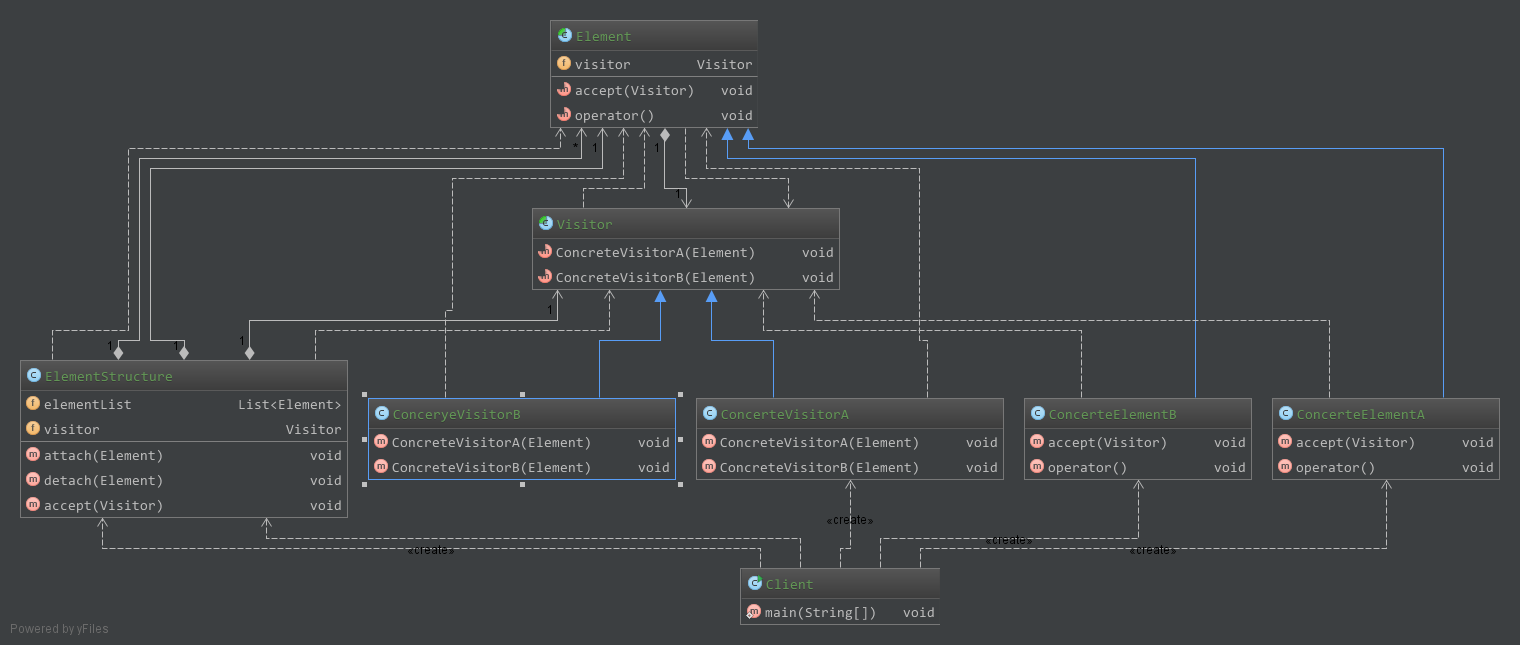 Element
visitor Visitor
accept(Visitor) void
operator() void
* 1 1
1
Visitor
ConcreteVisitorA(Element) void
ConcreteVisitorB(Element) void
1
1 1 1
ElementStructure
elementList List<Element>
visitor Visitor
attach(Element) void
detach(Element) void
accept(Visitor) void
ConceryeVisitorB
ConcreteVisitorA(Element) void
ConcreteVisitorB(Element) void
ConcerteVisitorA
ConcreteVisitorA(Element) void
ConcreteVisitorB(Element) void
ConcerteElementB
accept(Visitor) void
operator() void
ConcerteElementA
accept(Visitor) void
operator() void
«create»
«create»
«create»
«create»
Client
main(String[]) void
Powered by yFiles